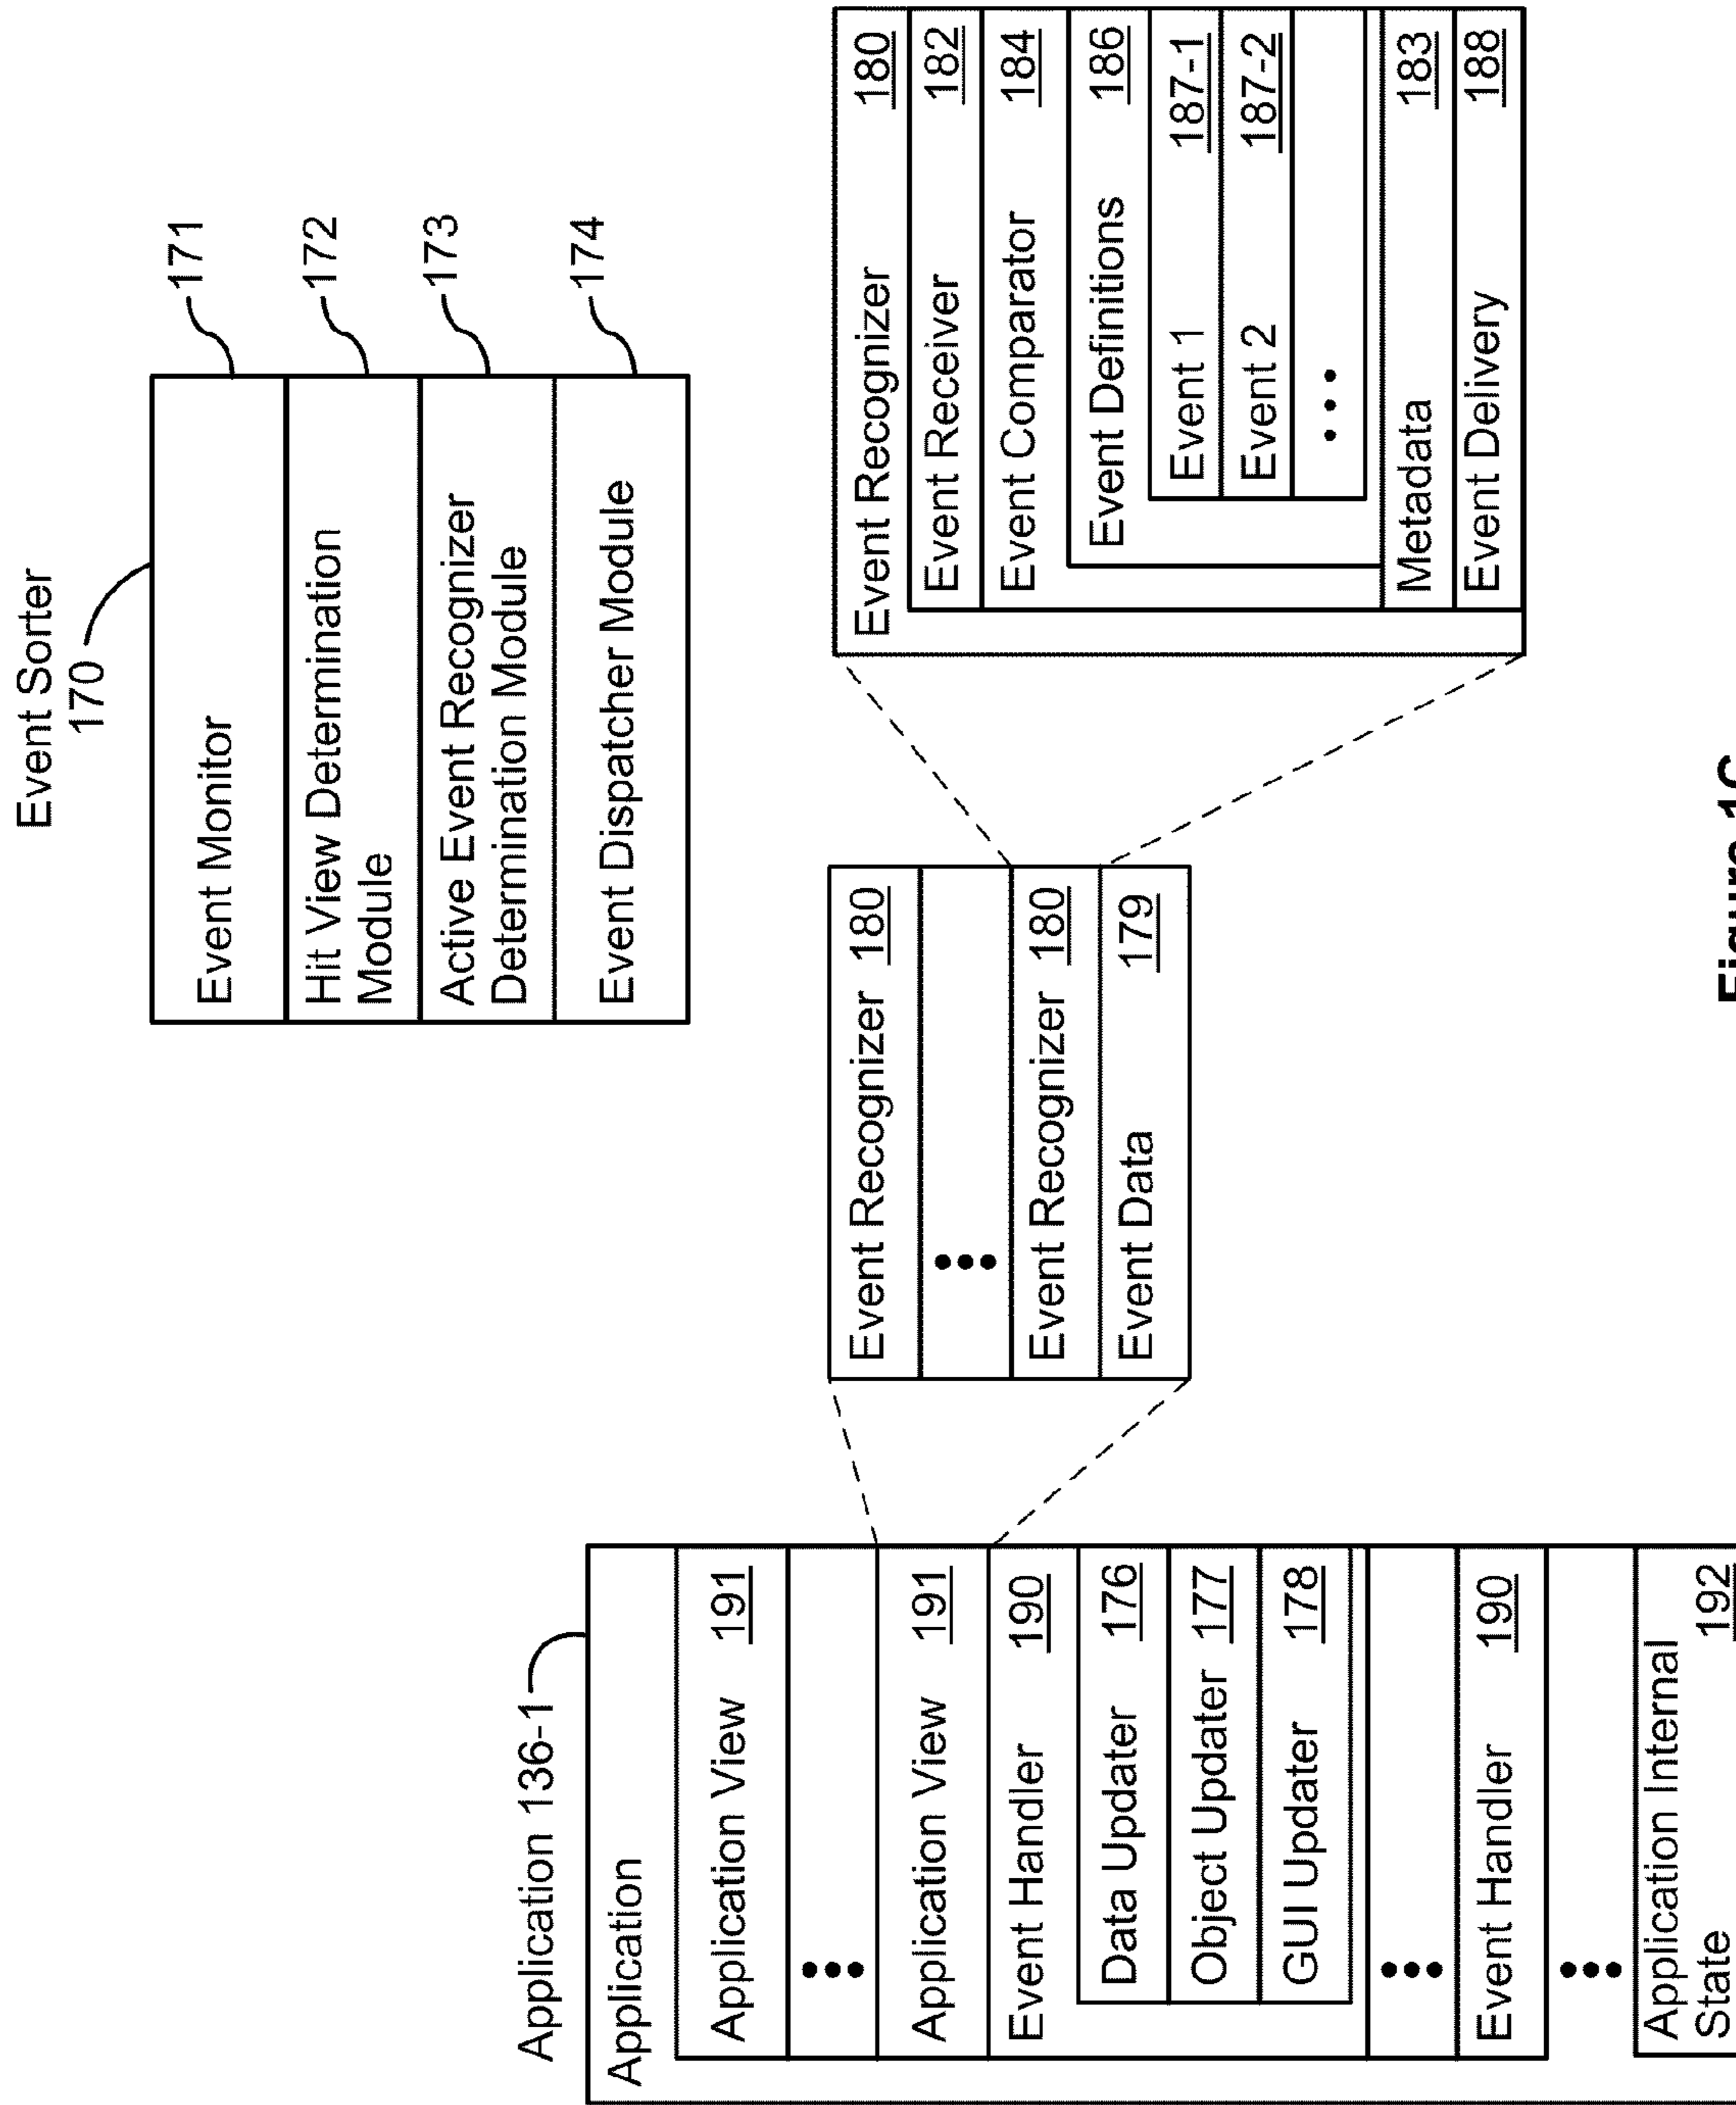 Event Sorter
170
Event Monitor
171
Hit View Determination
Module
172
Active Event Recognizer
Determination Module
173
Event Dispatcher Module
174
Application 136-1
Application
Application View 191
Application View 191
Event Handler 190
Data Updater 176
Object Updater 177
GUI Updater 178
Event Handler 190
Application Internal
State 192
Event Recognizer 180
Event Recognizer 180
Event Data 179
Event Recognizer 180
Event Receiver 182
Event Comparator 184
Event Definitions 186
Event 1 187-1
Event 2 187-2
Metadata 183
Event Delivery 188